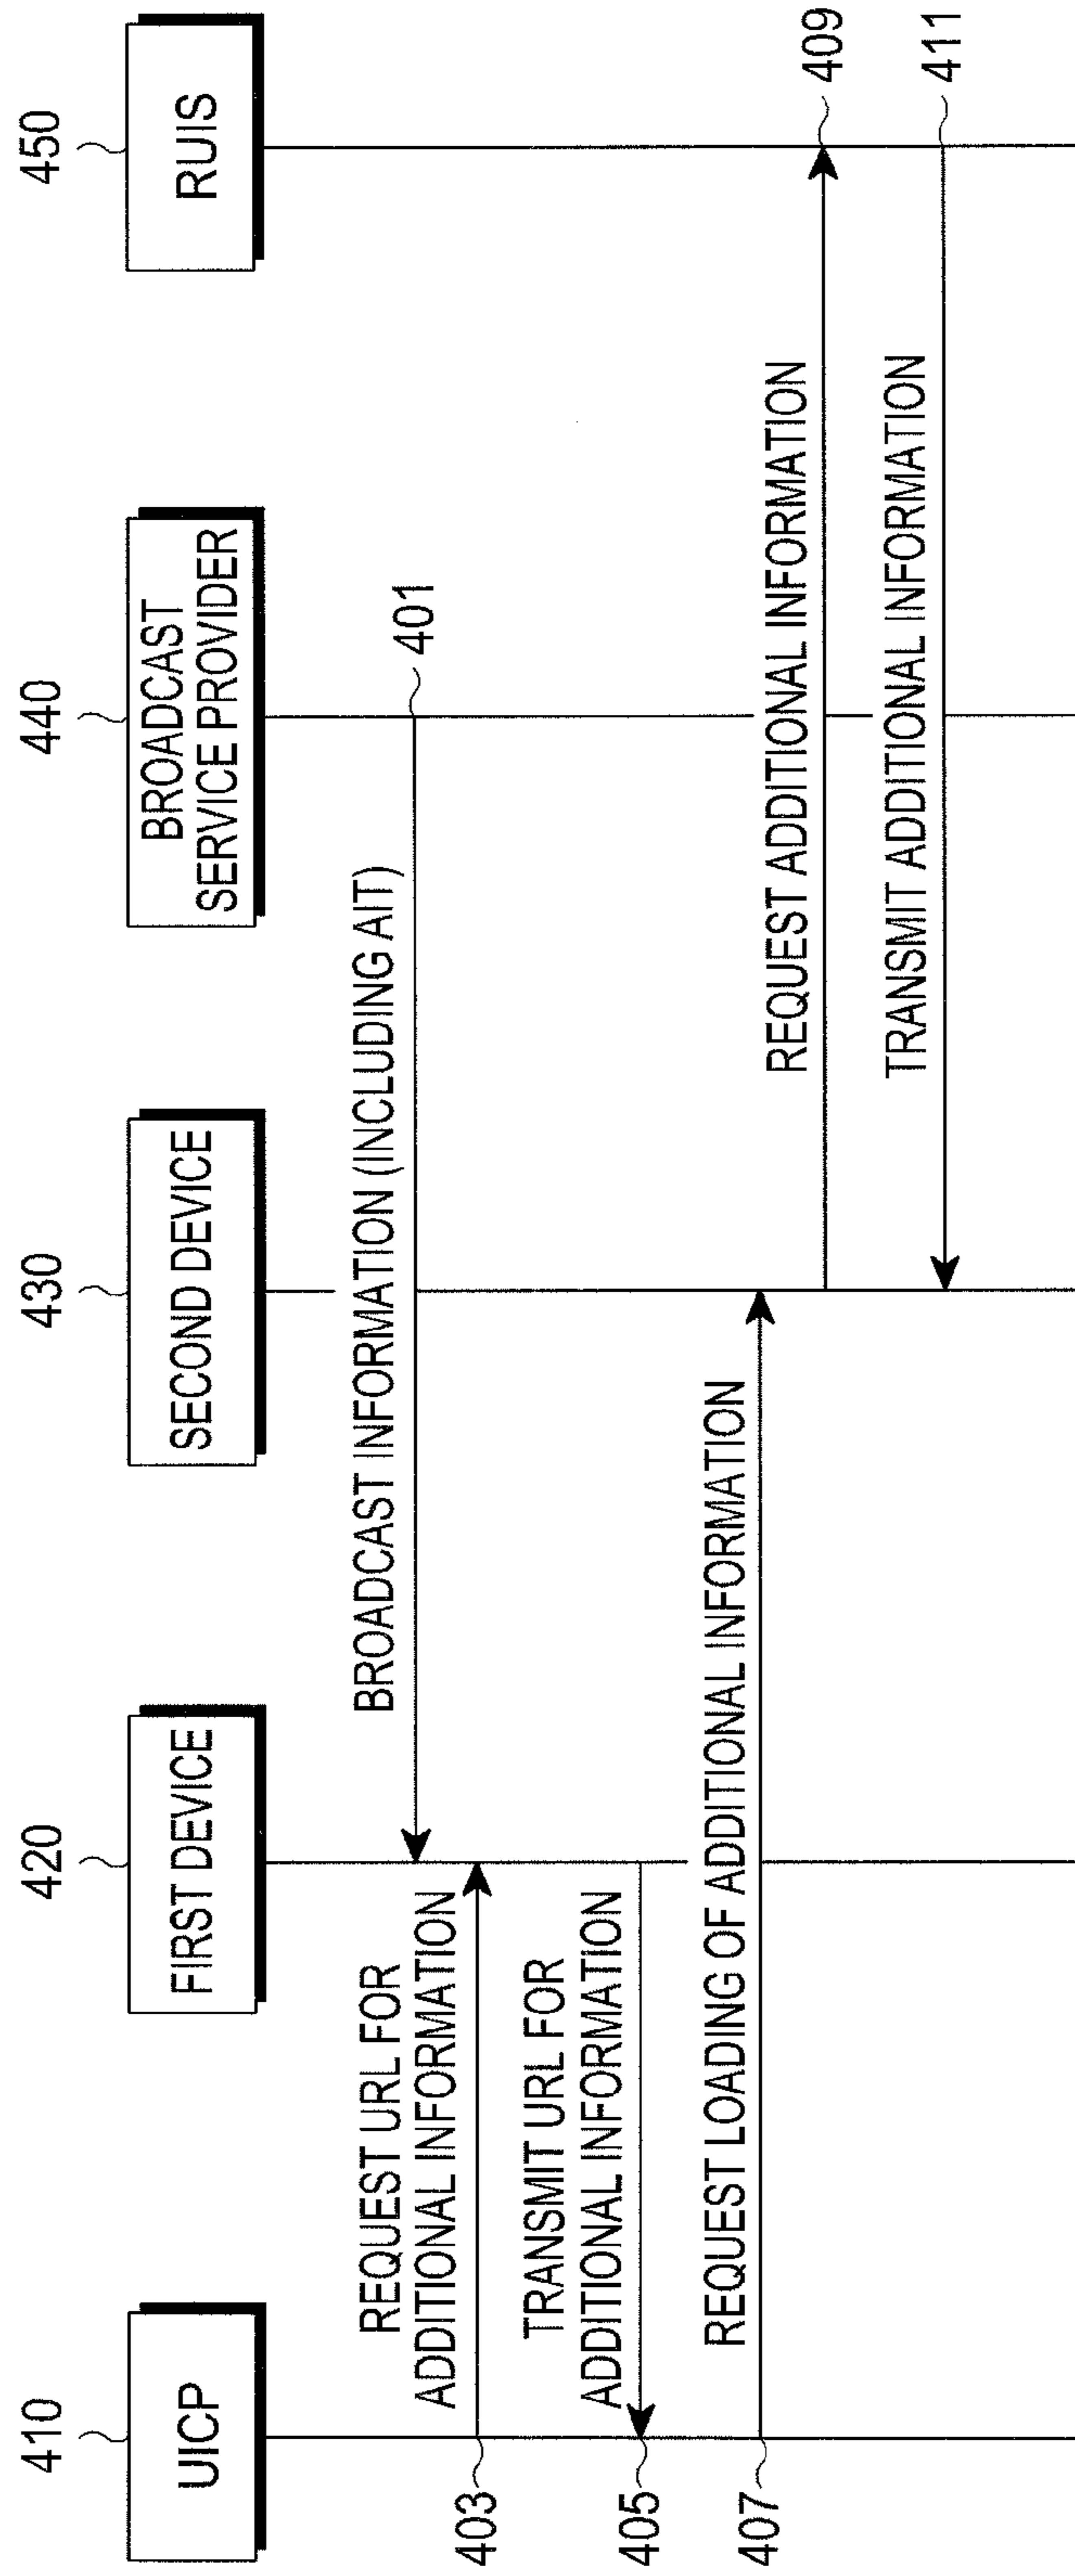 410
420
430
440
450
UICP
FIRST DEVICE
SECOND DEVICE
BROADCAST
SERVICE PROVIDER
RUIS
BROADCAST INFORMATION (INCLUDING AIT)
401
REQUEST URL FOR
ADDITIONAL INFORMATION
403
TRANSMIT URL FOR
ADDITIONAL INFORMATION
405
REQUEST LOADING OF ADDITIONAL INFORMATION
407
REQUEST ADDITIONAL INFORMATION
409
TRANSMIT ADDITIONAL INFORMATION
411